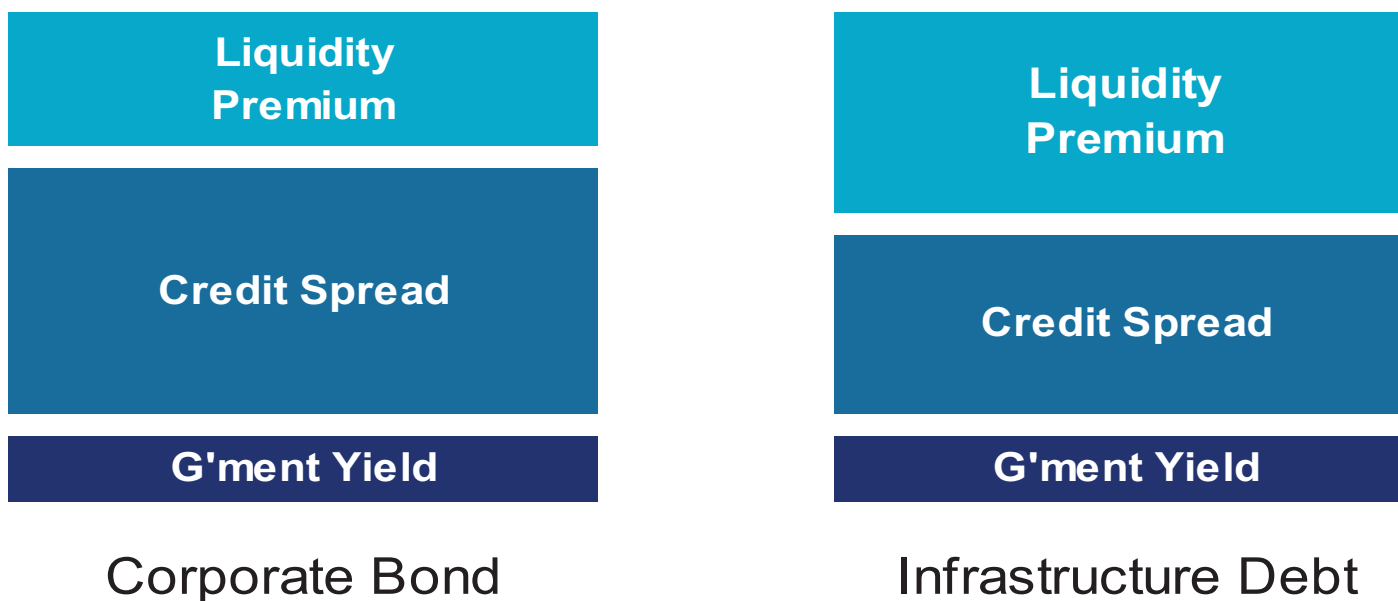 Liquidity
Premium
Credit Spread
G'ment Yield
Corporate Bond
Liquidity
Premium
Credit Spread
G'ment Yield
Infrastructure Debt